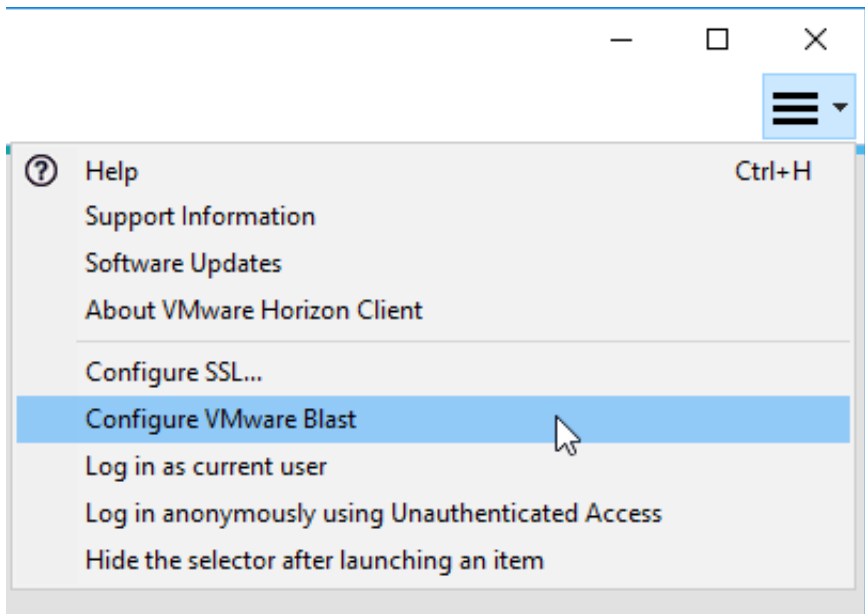 Help Ctrl+H
Support Information
Software Updates
About VMware Horizon Client
Configure SSL...
Configure VMware Blast
Log in as current user
Log in anonymously using Unauthenticated Access
Hide the selector after launching an item